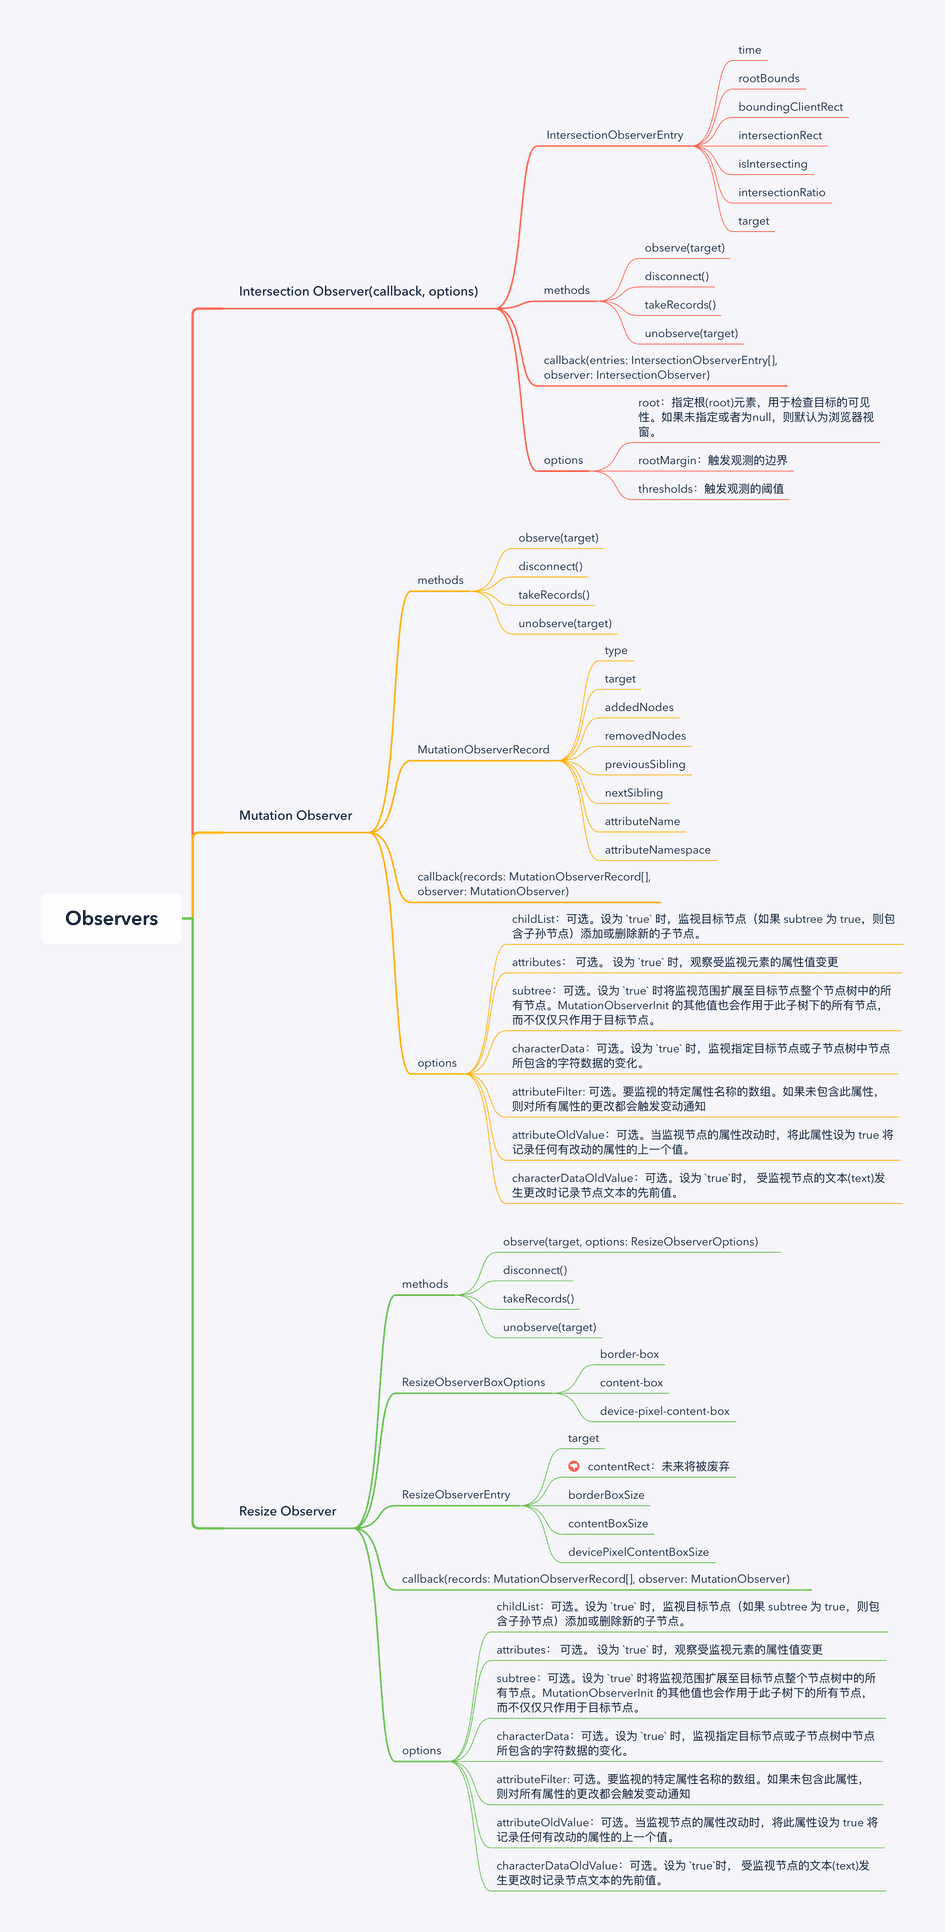 Observers
Intersection Observer(callback, options)
IntersectionObserverEntry
time
rootBounds
boundingClientRect
intersectionRect
isIntersecting
intersectionRatio
target
methods
observe(target)
disconnect()
takeRecords()
unobserve(target)
callback(entries: IntersectionObserverEntry[],
observer: IntersectionObserver)
options
root：指定根(root)元素，用于检查目标的可见
性。如果未指定或者为null，则默认为浏览器视
窗。
rootMargin：触发观测的边界
thresholds：触发观测的阈值
Mutation Observer
methods
observe(target)
disconnect()
takeRecords()
unobserve(target)
MutationObserverRecord
type
target
addedNodes
removedNodes
previousSibling
nextSibling
attributeName
attributeNamespace
callback(records: MutationObserverRecord[],
observer: MutationObserver)
options
childList：可选。设为 `true` 时，监视目标节点（如果 subtree 为 true，则包
含子孙节点）添加或删除新的子节点。
attributes： 可选。 设为 `true` 时，观察受监视元素的属性值变更
subtree：可选。设为 `true` 时将监视范围扩展至目标节点整个节点树中的所
有节点。MutationObserverInit 的其他值也会作用于此子树下的所有节点，
而不仅仅只作用于目标节点。
characterData：可选。设为 `true` 时，监视指定目标节点或子节点树中节点
所包含的字符数据的变化。
attributeFilter: 可选。要监视的特定属性名称的数组。如果未包含此属性，
则对所有属性的更改都会触发变动通知
attributeOldValue：可选。当监视节点的属性改动时，将此属性设为 true 将
记录任何有改动的属性的上一个值。
characterDataOldValue：可选。设为 `true`时， 受监视节点的文本(text)发
生更改时记录节点文本的先前值。
Resize Observer
methods
observe(target, options: ResizeObserverOptions)
disconnect()
takeRecords()
unobserve(target)
ResizeObserverBoxOptions
border-box
content-box
device-pixel-content-box
ResizeObserverEntry
target
contentRect：未来将被废弃
borderBoxSize
contentBoxSize
devicePixelContentBoxSize
callback(records: MutationObserverRecord[], observer: MutationObserver)
options
childList：可选。设为 `true` 时，监视目标节点（如果 subtree 为 true，则包
含子孙节点）添加或删除新的子节点。
attributes： 可选。 设为 `true` 时，观察受监视元素的属性值变更
subtree：可选。设为 `true` 时将监视范围扩展至目标节点整个节点树中的所
有节点。MutationObserverInit 的其他值也会作用于此子树下的所有节点，
而不仅仅只作用于目标节点。
characterData：可选。设为 `true` 时，监视指定目标节点或子节点树中节点
所包含的字符数据的变化。
attributeFilter: 可选。要监视的特定属性名称的数组。如果未包含此属性，
则对所有属性的更改都会触发变动通知
attributeOldValue：可选。当监视节点的属性改动时，将此属性设为 true 将
记录任何有改动的属性的上一个值。
characterDataOldValue：可选。设为 `true`时， 受监视节点的文本(text)发
生更改时记录节点文本的先前值。